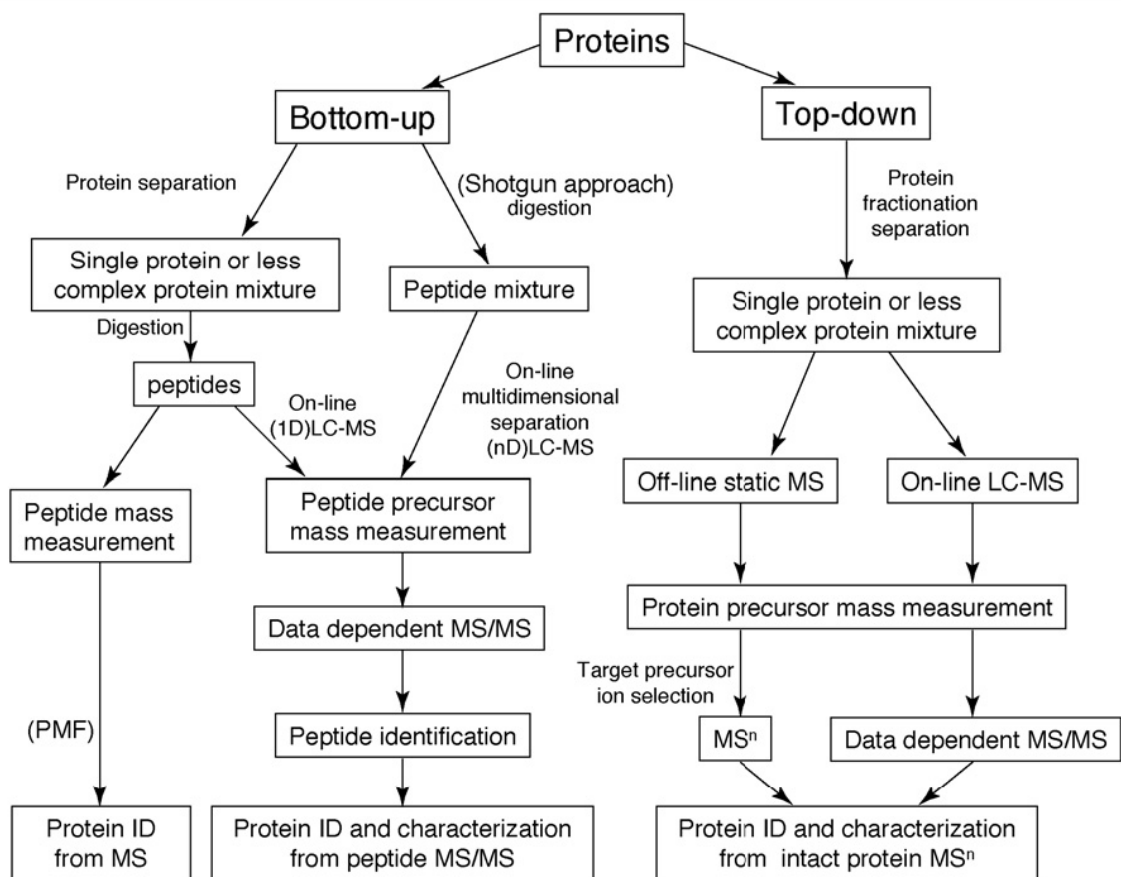 Proteins
Bottom-up
Top-down
Protein separation
(Shotgun approach)
digestion
Protein
fractionation
separation
Single protein or less
complex protein mixture
Peptide mixture
Single protein or less
complex protein mixture
Digestion
peptides
On-line
(1D)LC-MS
On-line
multidimensional
separation
(nD)LC-MS
Off-line static MS
On-line LC-MS
Peptide mass
measurement
Peptide precursor
mass measurement
Protein precursor mass measurement
Data dependent MS/MS
Target precursor
ion selection
(PMF)
Peptide identification
MSⁿ
Data dependent MS/MS
Protein ID
from MS
Protein ID and characterization
from peptide MS/MS
Protein ID and characterization
from intact protein MSⁿ